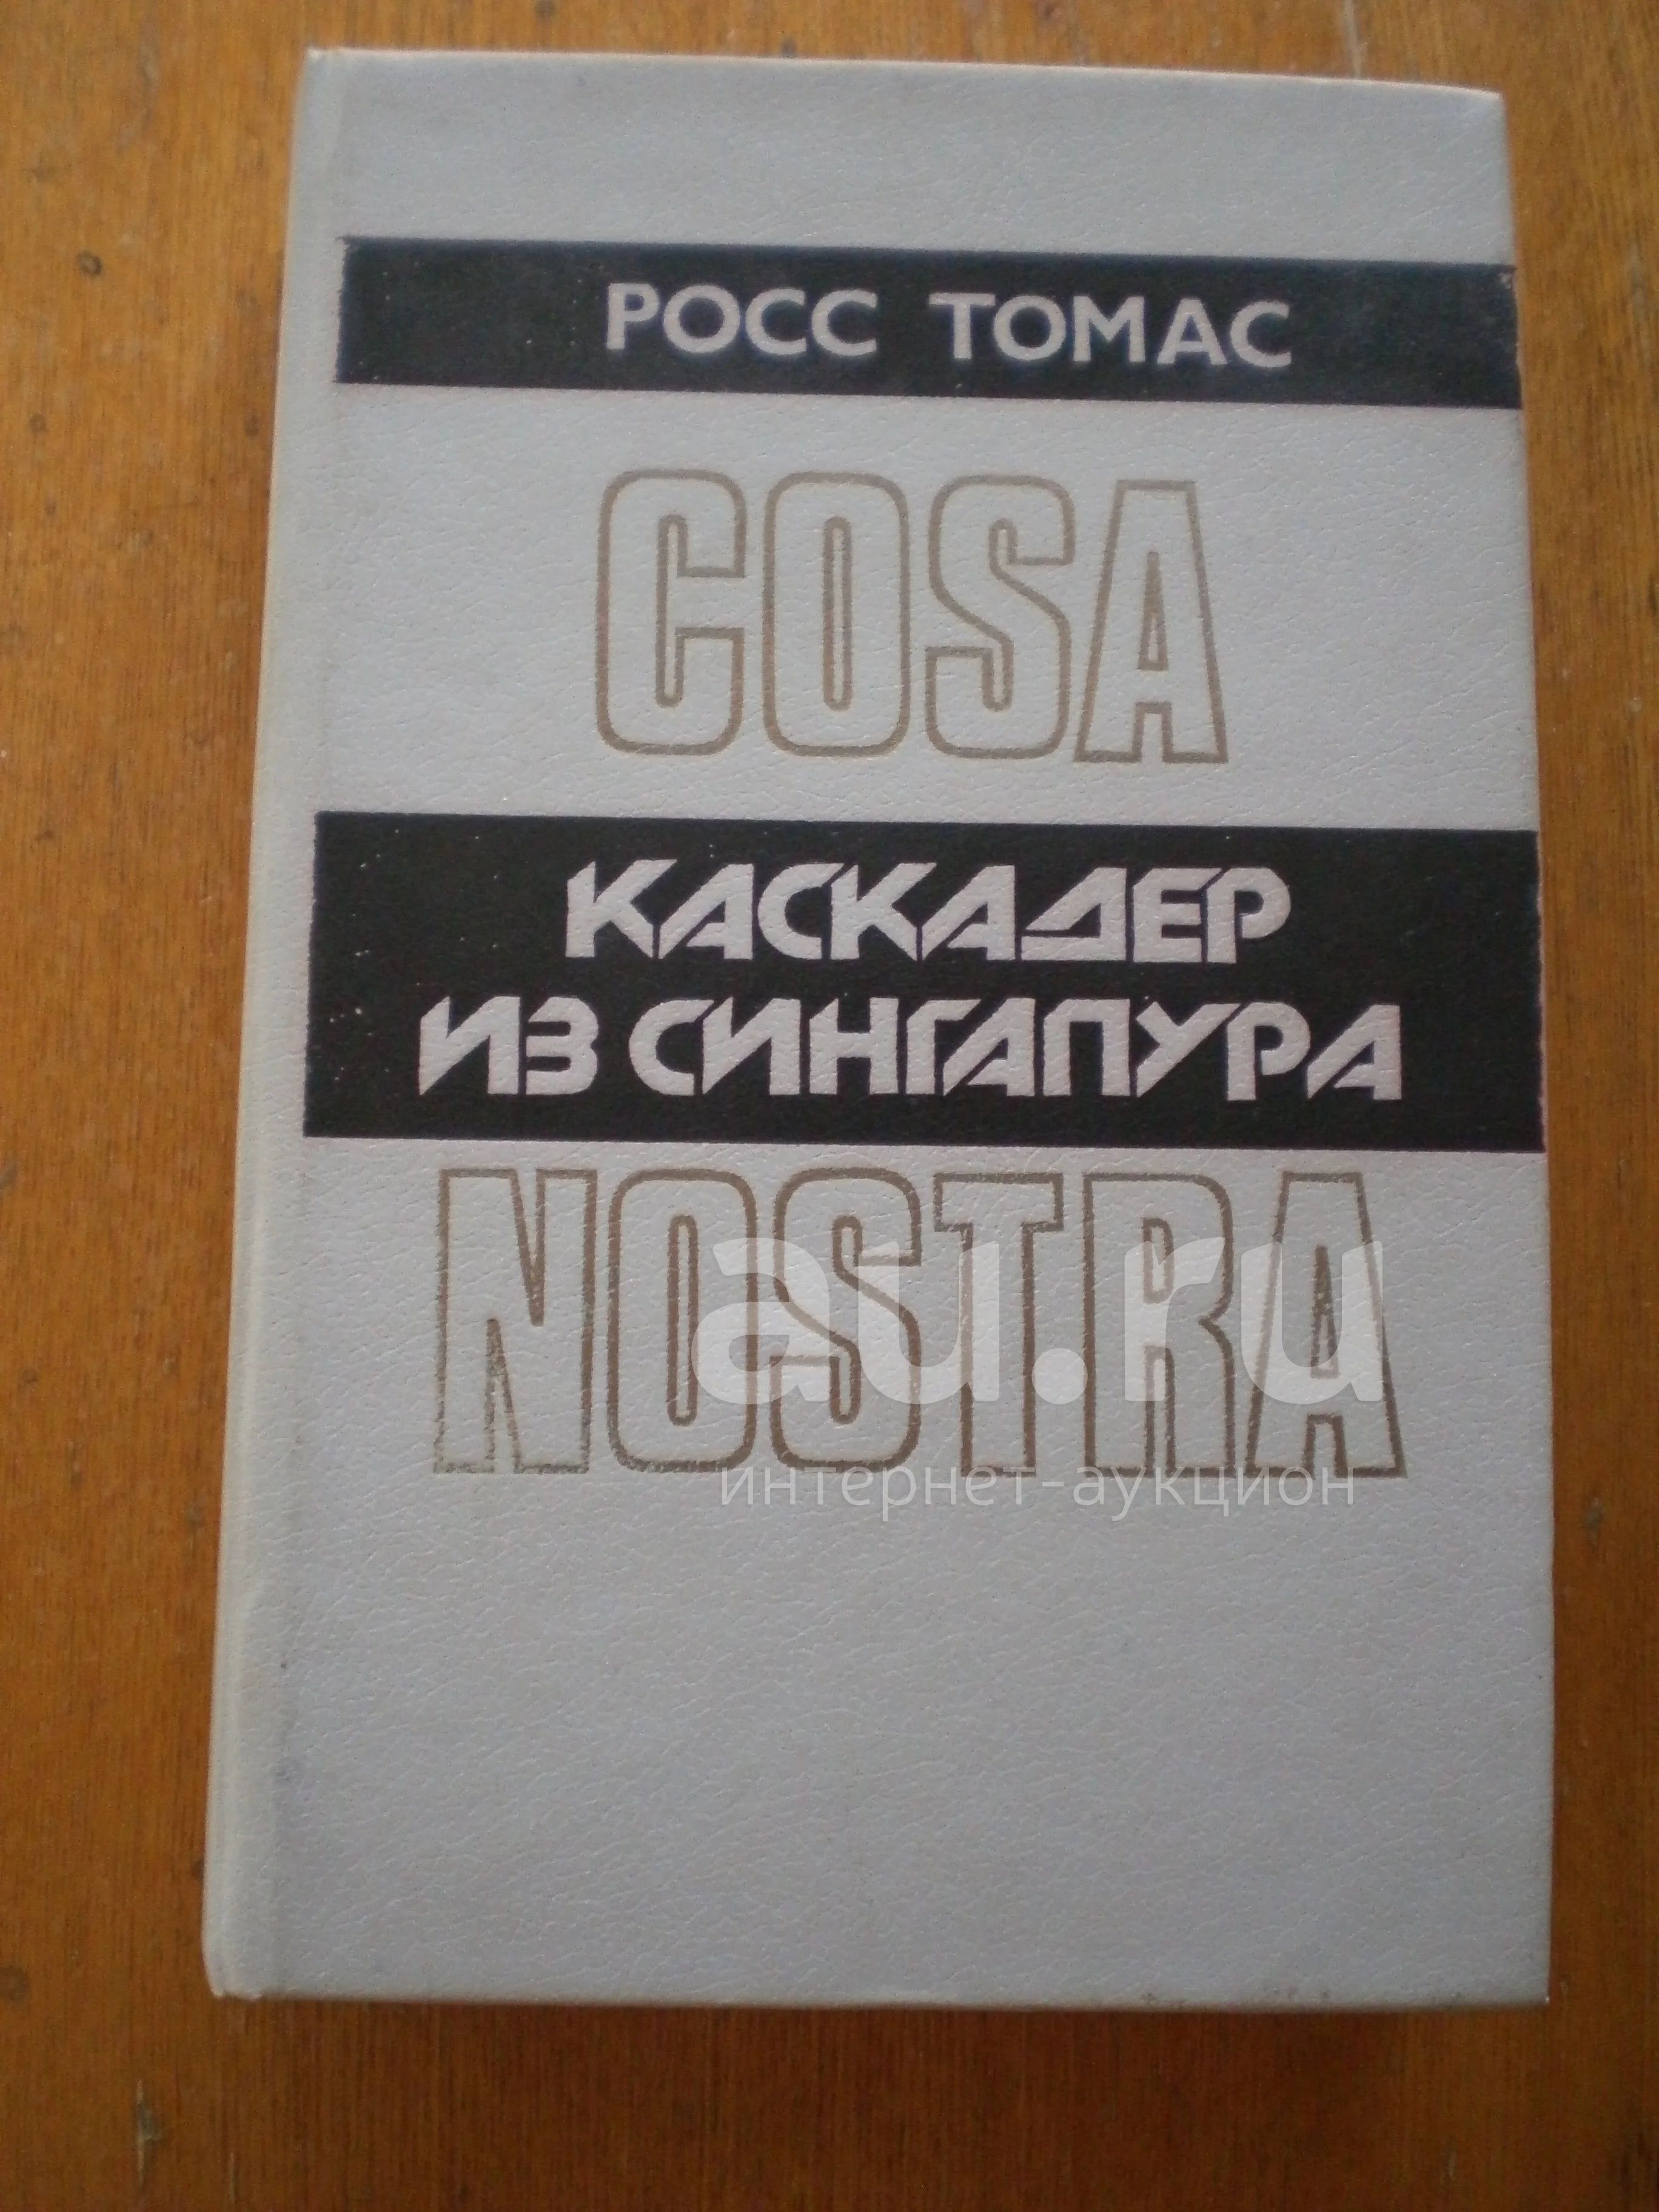 РОСС ТОМАС
COSA
КАСКАДЕР
ИЗ СИНГАПУРА
NOSTRA
au.ru
интернет-аукцион